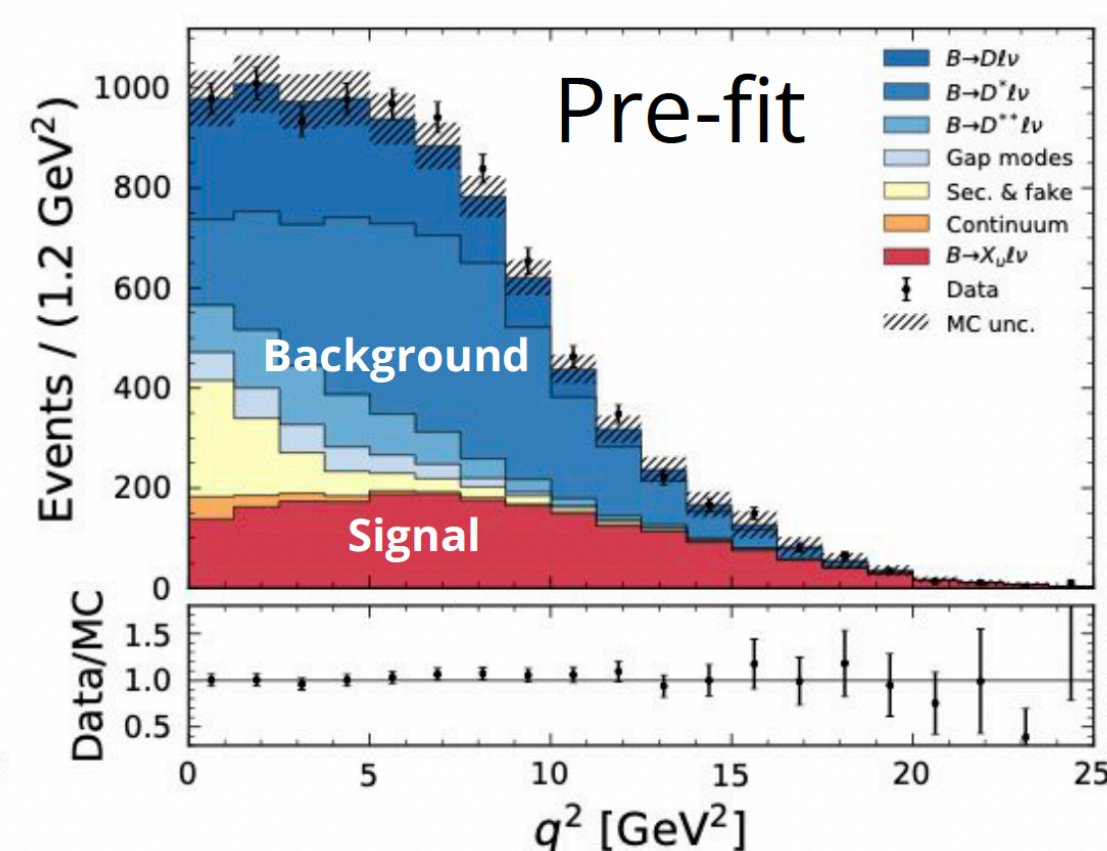 Pre-fit
Events / (1.2 GeV²)
1000
800
600
400
200
0
B→Dℓν
B→D*ℓν
B→D**ℓν
Gap modes
Sec. & fake
Continuum
B→Xᵤℓν
Data
MC unc.
Background
Signal
Data/MC
1.5
1.0
0.5
0 5 10 15 20 25
q² [GeV²]